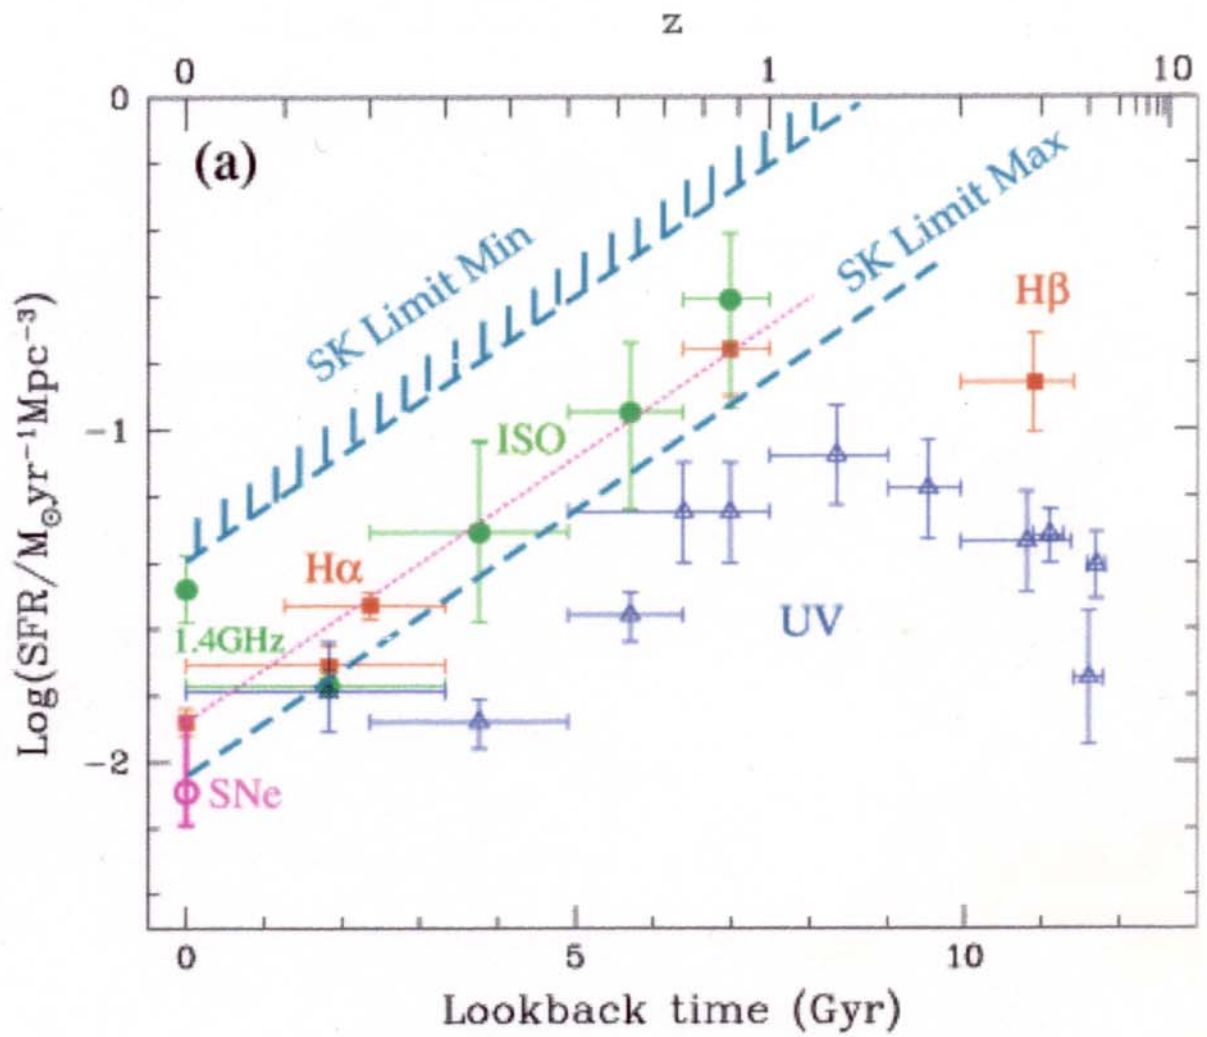 z
0 1 10
0
(a)
SK Limit Min
SK Limit Max
Hβ
-1
ISO
Hα
UV
1.4GHz
-2
SNe
Log(SFR/M⊙yr⁻¹Mpc⁻³)
0 5 10
Lookback time (Gyr)